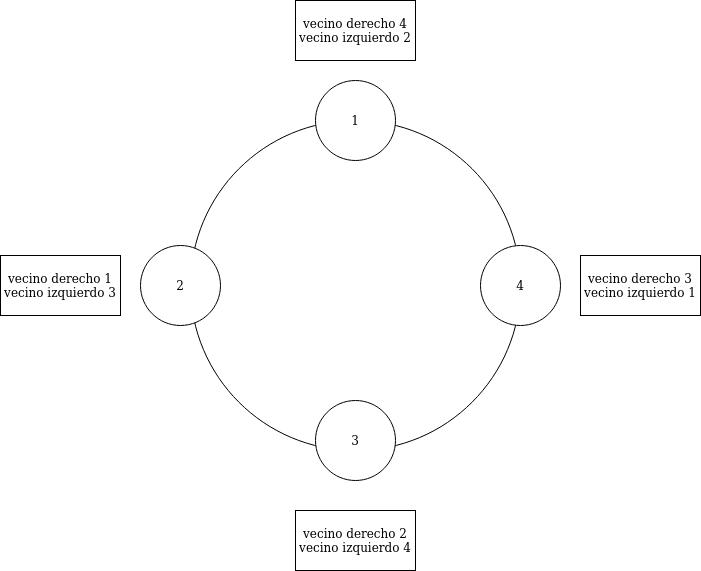 vecino derecho 4
vecino izquierdo 2
1
vecino derecho 1
vecino izquierdo 3
2
4
vecino derecho 3
vecino izquierdo 1
3
vecino derecho 2
vecino izquierdo 4